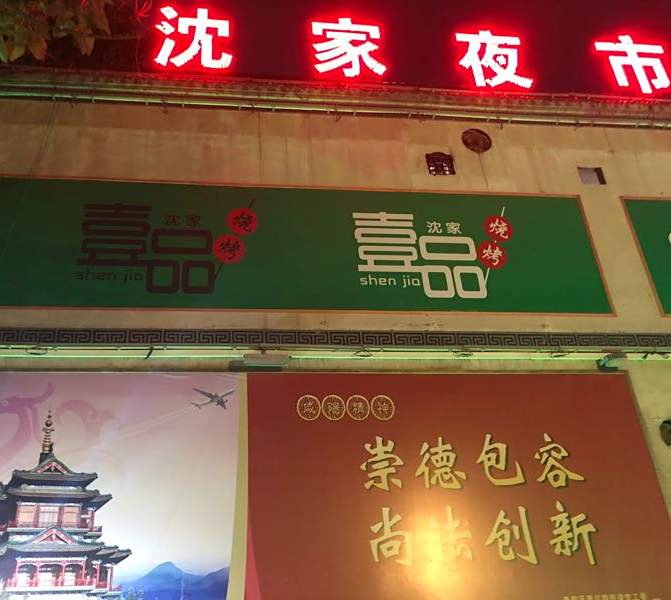 沈家夜市
壹品 沈家 烧烤
shen jia
壹品 沈家 烧烤
shen jia
咸陽精神
崇德包容
尚法创新